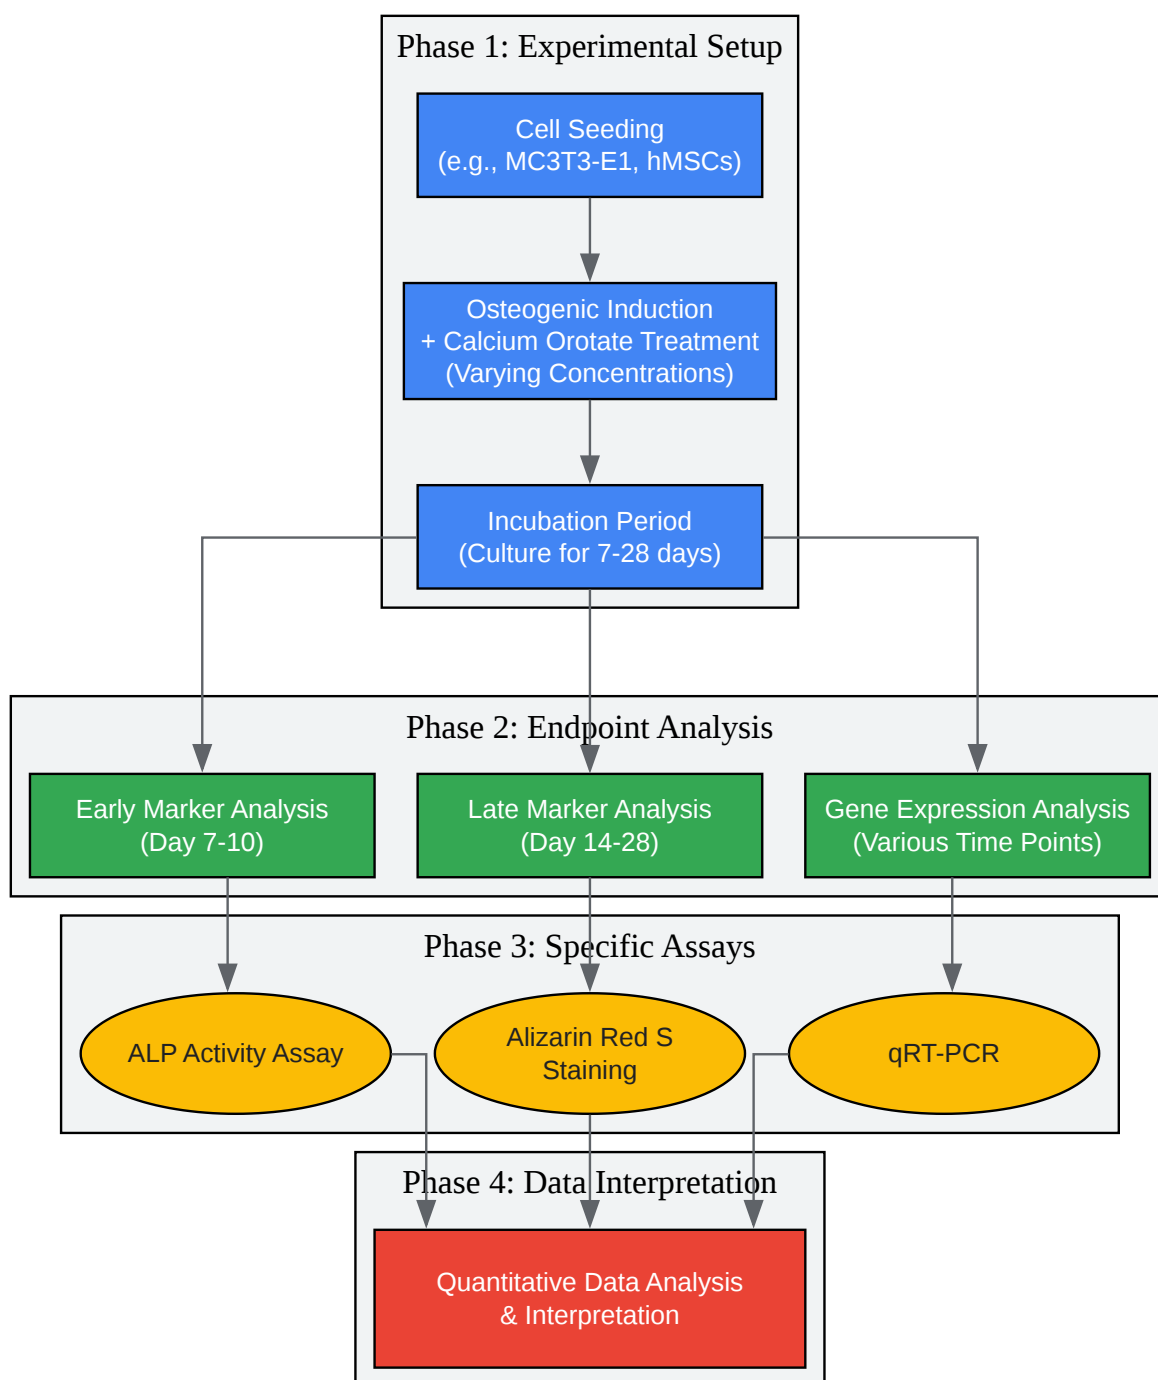 Phase 1: Experimental Setup
Cell Seeding
(e.g., MC3T3-E1, hMSCs)
Osteogenic Induction
+ Calcium Orotate Treatment
(Varying Concentrations)
Incubation Period
(Culture for 7-28 days)
Phase 2: Endpoint Analysis
Early Marker Analysis
(Day 7-10)
Late Marker Analysis
(Day 14-28)
Gene Expression Analysis
(Various Time Points)
Phase 3: Specific Assays
ALP Activity Assay
Alizarin Red S
Staining
qRT-PCR
Phase 4: Data Interpretation
Quantitative Data Analysis
& Interpretation